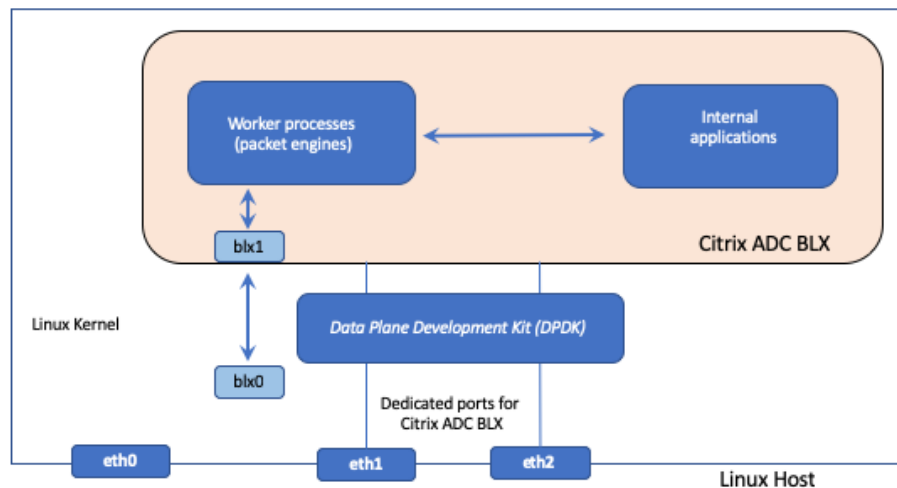 Worker processes
(packet engines)
Internal
applications
blx1
Citrix ADC BLX
Linux Kernel
Data Plane Development Kit (DPDK)
blx0
Dedicated ports for
Citrix ADC BLX
eth0
eth1
eth2
Linux Host